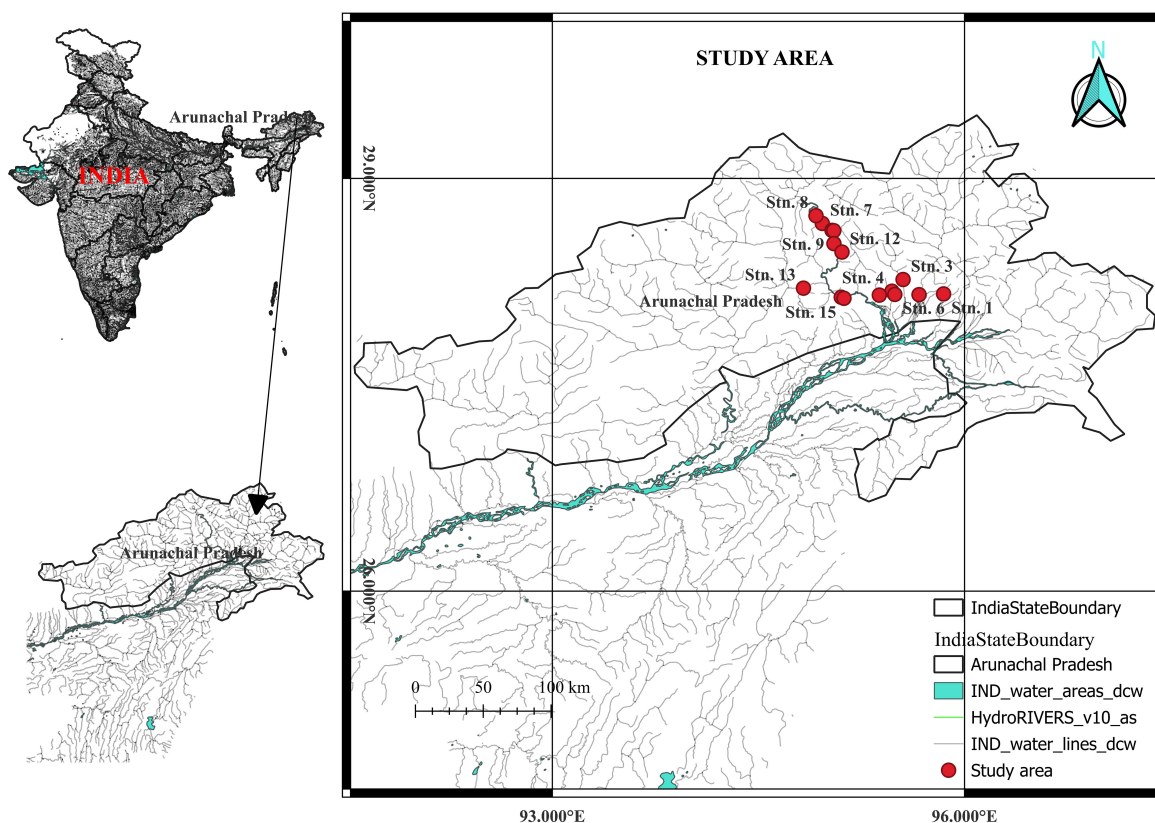 STUDY AREA
N
Arunachal Pradesh
INDIA
29.000°N
Stn. 8
Stn. 7
Stn. 9
Stn. 12
Stn. 13
Stn. 4
Stn. 3
Arunachal Pradesh
Stn. 15
Stn. 6
Stn. 1
Arunachal Pradesh
26.000°N
0 50 100 km
IndiaStateBoundary
IndiaStateBoundary
Arunachal Pradesh
IND_water_areas_dcw
HydroRIVERS_v10_as
IND_water_lines_dcw
Study area
93.000°E
96.000°E